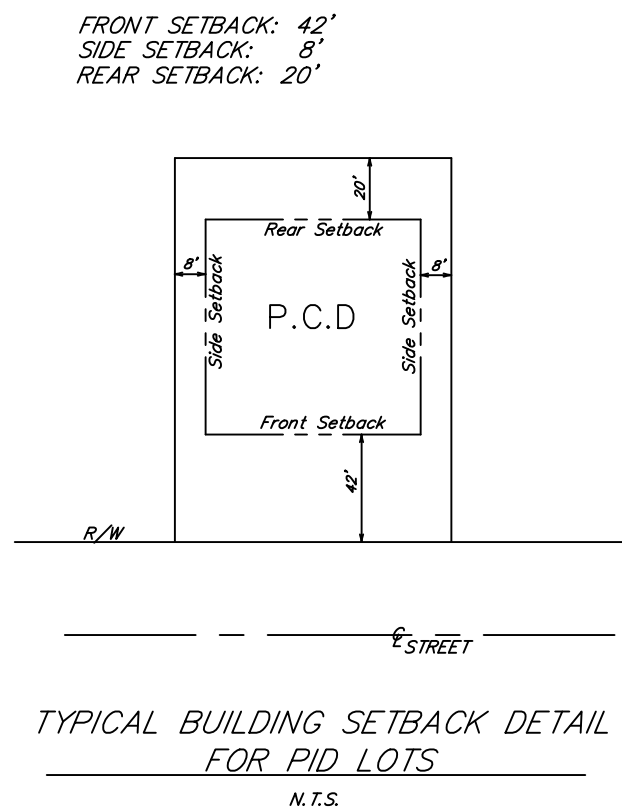 FRONT SETBACK: 42'
SIDE SETBACK: 8'
REAR SETBACK: 20'
20'
Rear Setback
8'
8'
Side Setback
P.C.D
Side Setback
Front Setback
42'
R/W
℄ STREET
TYPICAL BUILDING SETBACK DETAIL
FOR PID LOTS
N.T.S.